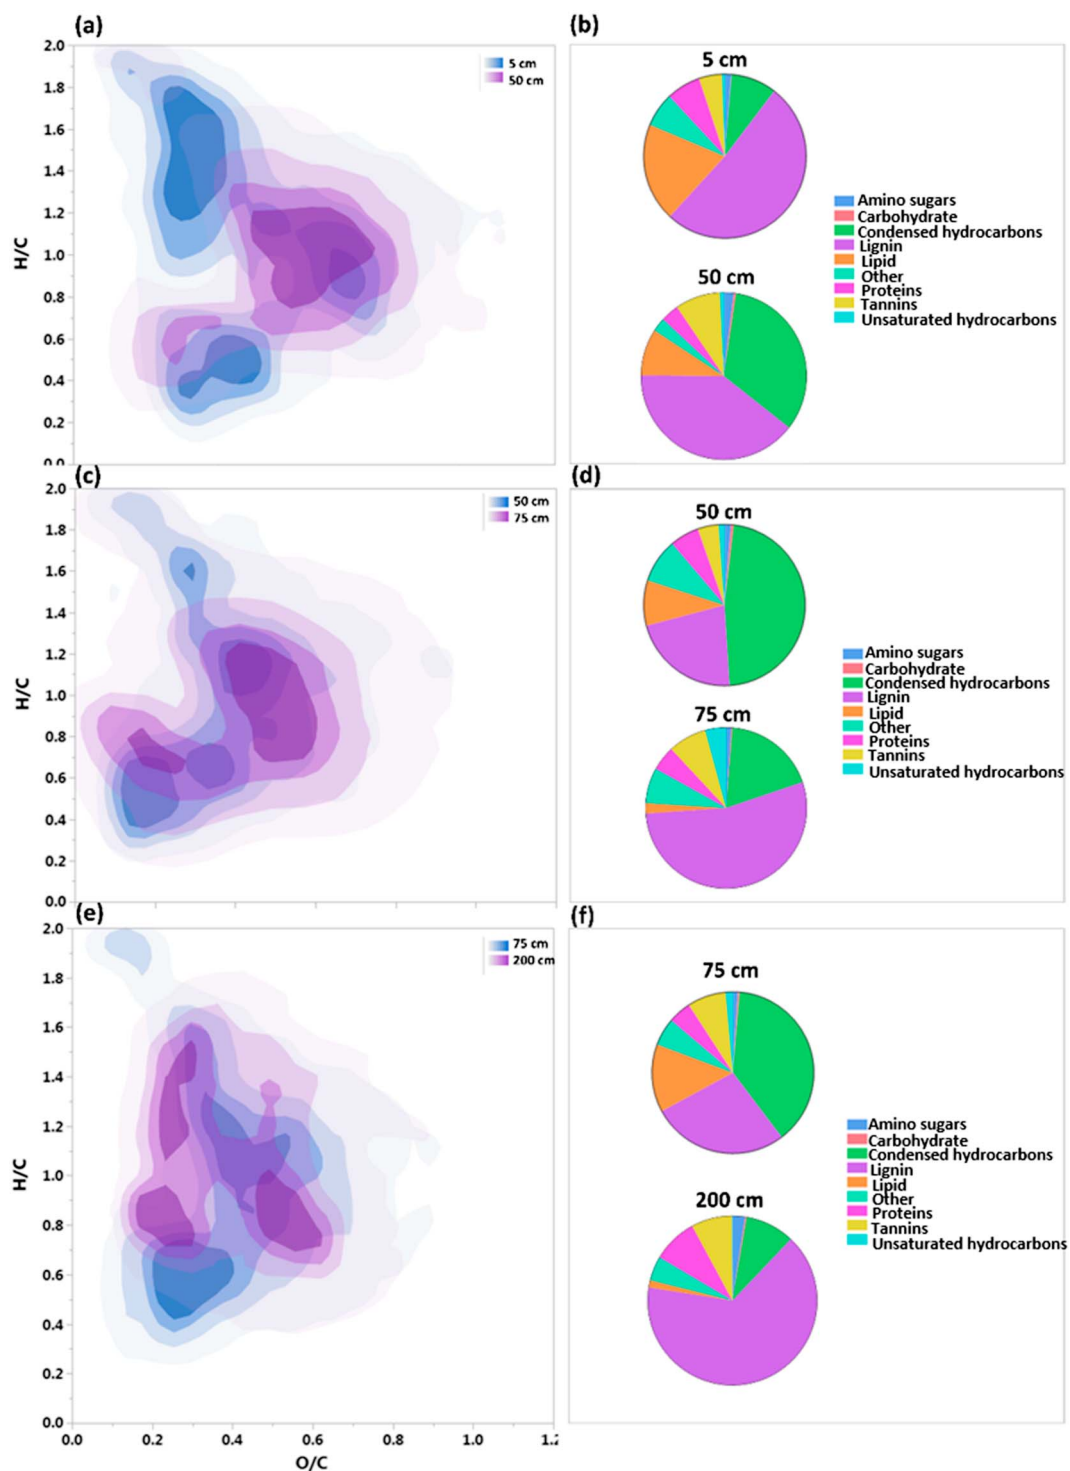 (a)
2.0
1.8
1.6
1.4
1.2
1.0
0.8
0.6
0.4
0.2
0.0
H/C
5 cm
50 cm
(b)
5 cm
50 cm
Amino sugars
Carbohydrate
Condensed hydrocarbons
Lignin
Lipid
Other
Proteins
Tannins
Unsaturated hydrocarbons
(c)
2.0
1.8
1.6
1.4
1.2
1.0
0.8
0.6
0.4
0.2
0.0
H/C
50 cm
75 cm
(d)
50 cm
75 cm
Amino sugars
Carbohydrate
Condensed hydrocarbons
Lignin
Lipid
Other
Proteins
Tannins
Unsaturated hydrocarbons
(e)
2.0
1.8
1.6
1.4
1.2
1.0
0.8
0.6
0.4
0.2
0.0
H/C
75 cm
200 cm
0.0 0.2 0.4 0.6 0.8 1.0 1.2
O/C
(f)
75 cm
200 cm
Amino sugars
Carbohydrate
Condensed hydrocarbons
Lignin
Lipid
Other
Proteins
Tannins
Unsaturated hydrocarbons